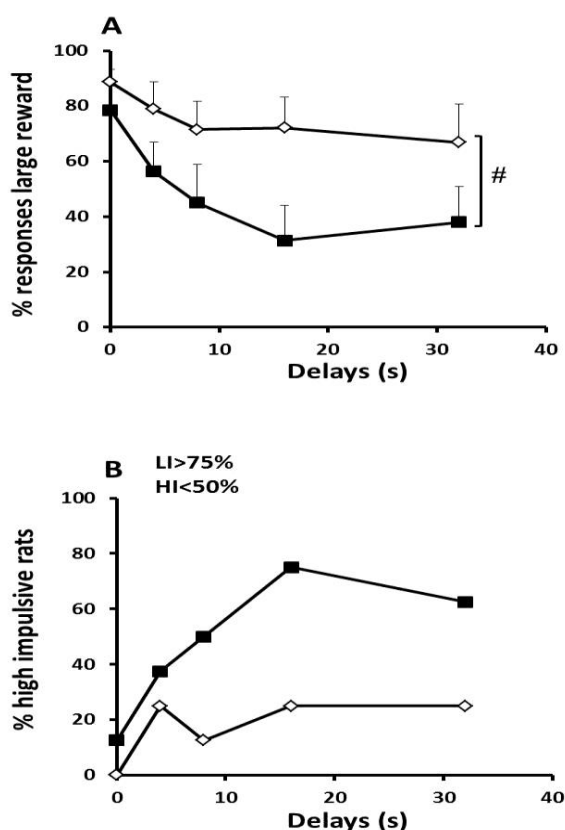 A
100
80
60
40
20
0
% responses large reward
#
0 10 20 30 40
Delays (s)
B
LI>75%
HI<50%
100
80
60
40
20
0
% high impulsive rats
0 10 20 30 40
Delays (s)